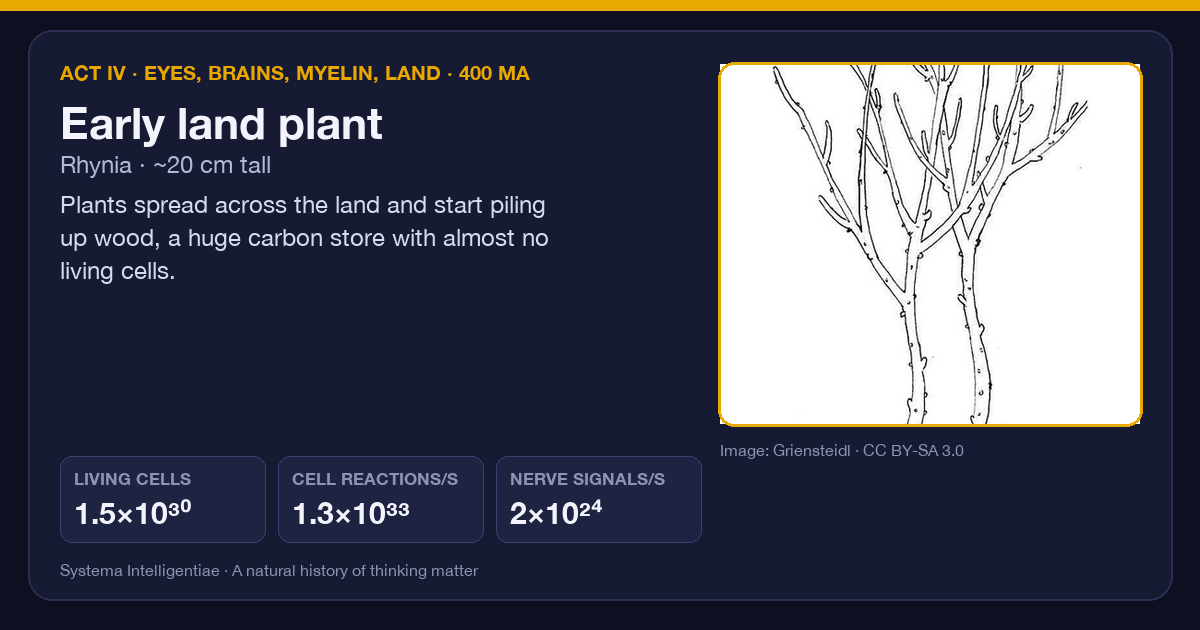 ACT IV · EYES, BRAINS, MYELIN, LAND · 400 MA
Early land plant
Rhynia · ~20 cm tall
Plants spread across the land and start piling
up wood, a huge carbon store with almost no
living cells.
Image: Griensteidl · CC BY-SA 3.0
LIVING CELLS
1.5×10³⁰
CELL REACTIONS/S
1.3×10³³
NERVE SIGNALS/S
2×10²⁴
Systema Intelligentiae · A natural history of thinking matter